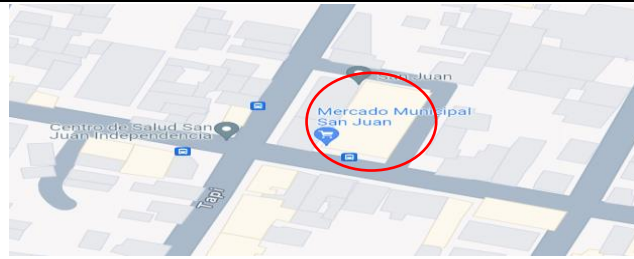 San Juan
Mercado Municipal
San Juan
Centro de Salud San
Juan Independencia
Tapi